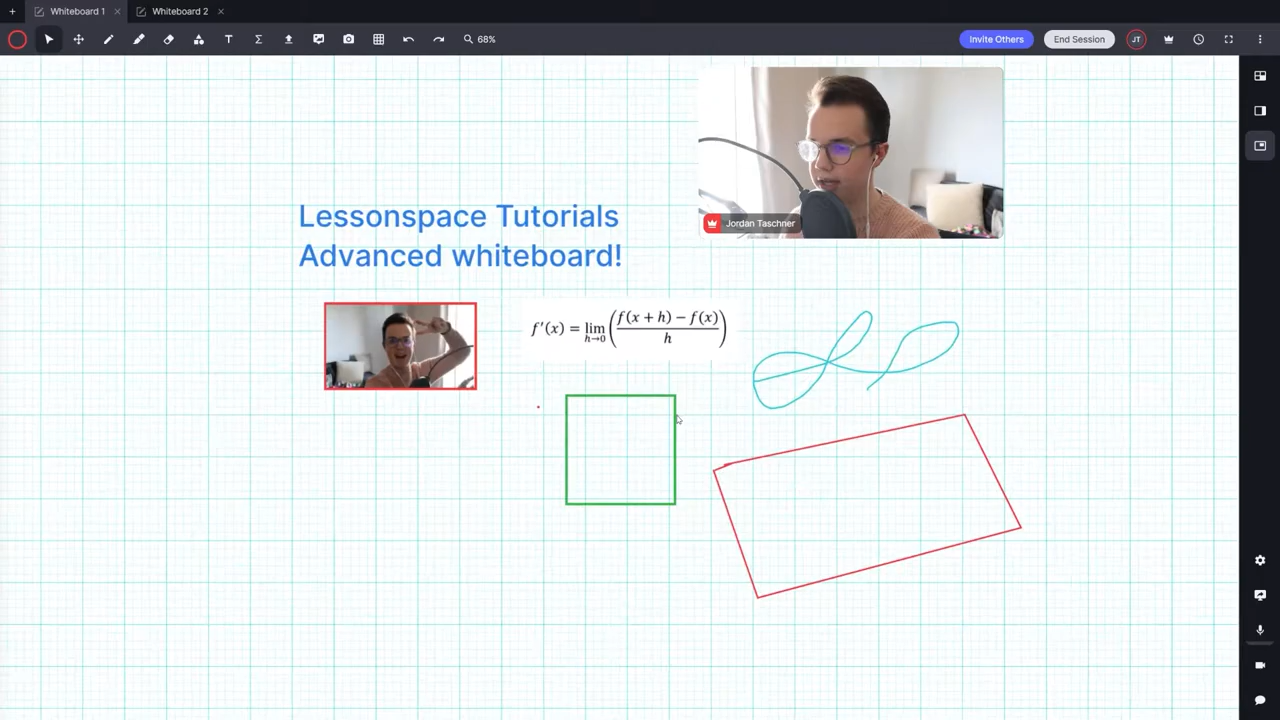 Whiteboard 1
Whiteboard 2
T
Σ
68%
Invite Others
End Session
JT
Jordan Taschner
Lessonspace Tutorials
Advanced whiteboard!
f′(x) = lim h→0 (f(x + h) − f(x) / h)